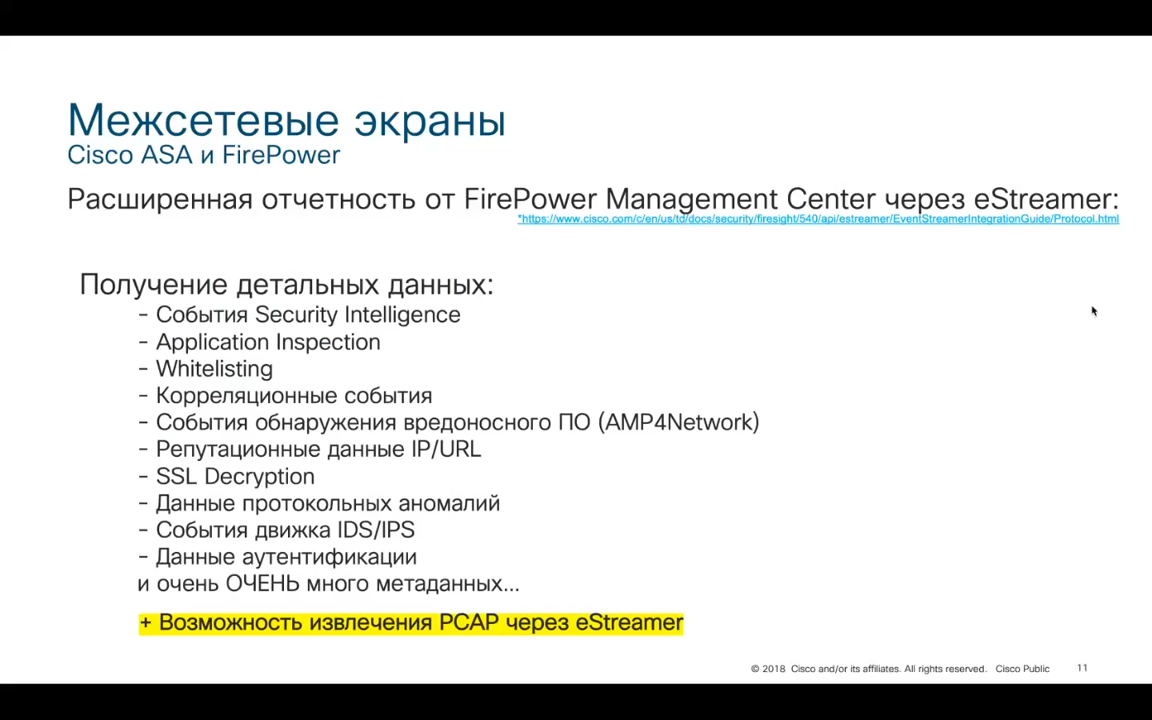 Межсетевые экраны
Cisco ASA и FirePower
Расширенная отчетность от FirePower Management Center через eStreamer:
*https://www.cisco.com/c/en/us/td/docs/security/firesight/540/api/estreamer/EventStreamerIntegrationGuide/Protocol.html
Получение детальных данных:
- События Security Intelligence
- Application Inspection
- Whitelisting
- Корреляционные события
- События обнаружения вредоносного ПО (AMP4Network)
- Репутационные данные IP/URL
- SSL Decryption
- Данные протокольных аномалий
- События движка IDS/IPS
- Данные аутентификации
и очень ОЧЕНЬ много метаданных...
+ Возможность извлечения PCAP через eStreamer
© 2018 Cisco and/or its affiliates. All rights reserved. Cisco Public 11